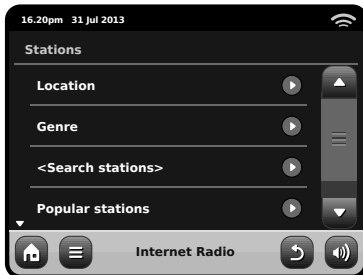 16.20pm 31 Jul 2013
Stations
Location
Genre
<Search stations>
Popular stations
Internet Radio